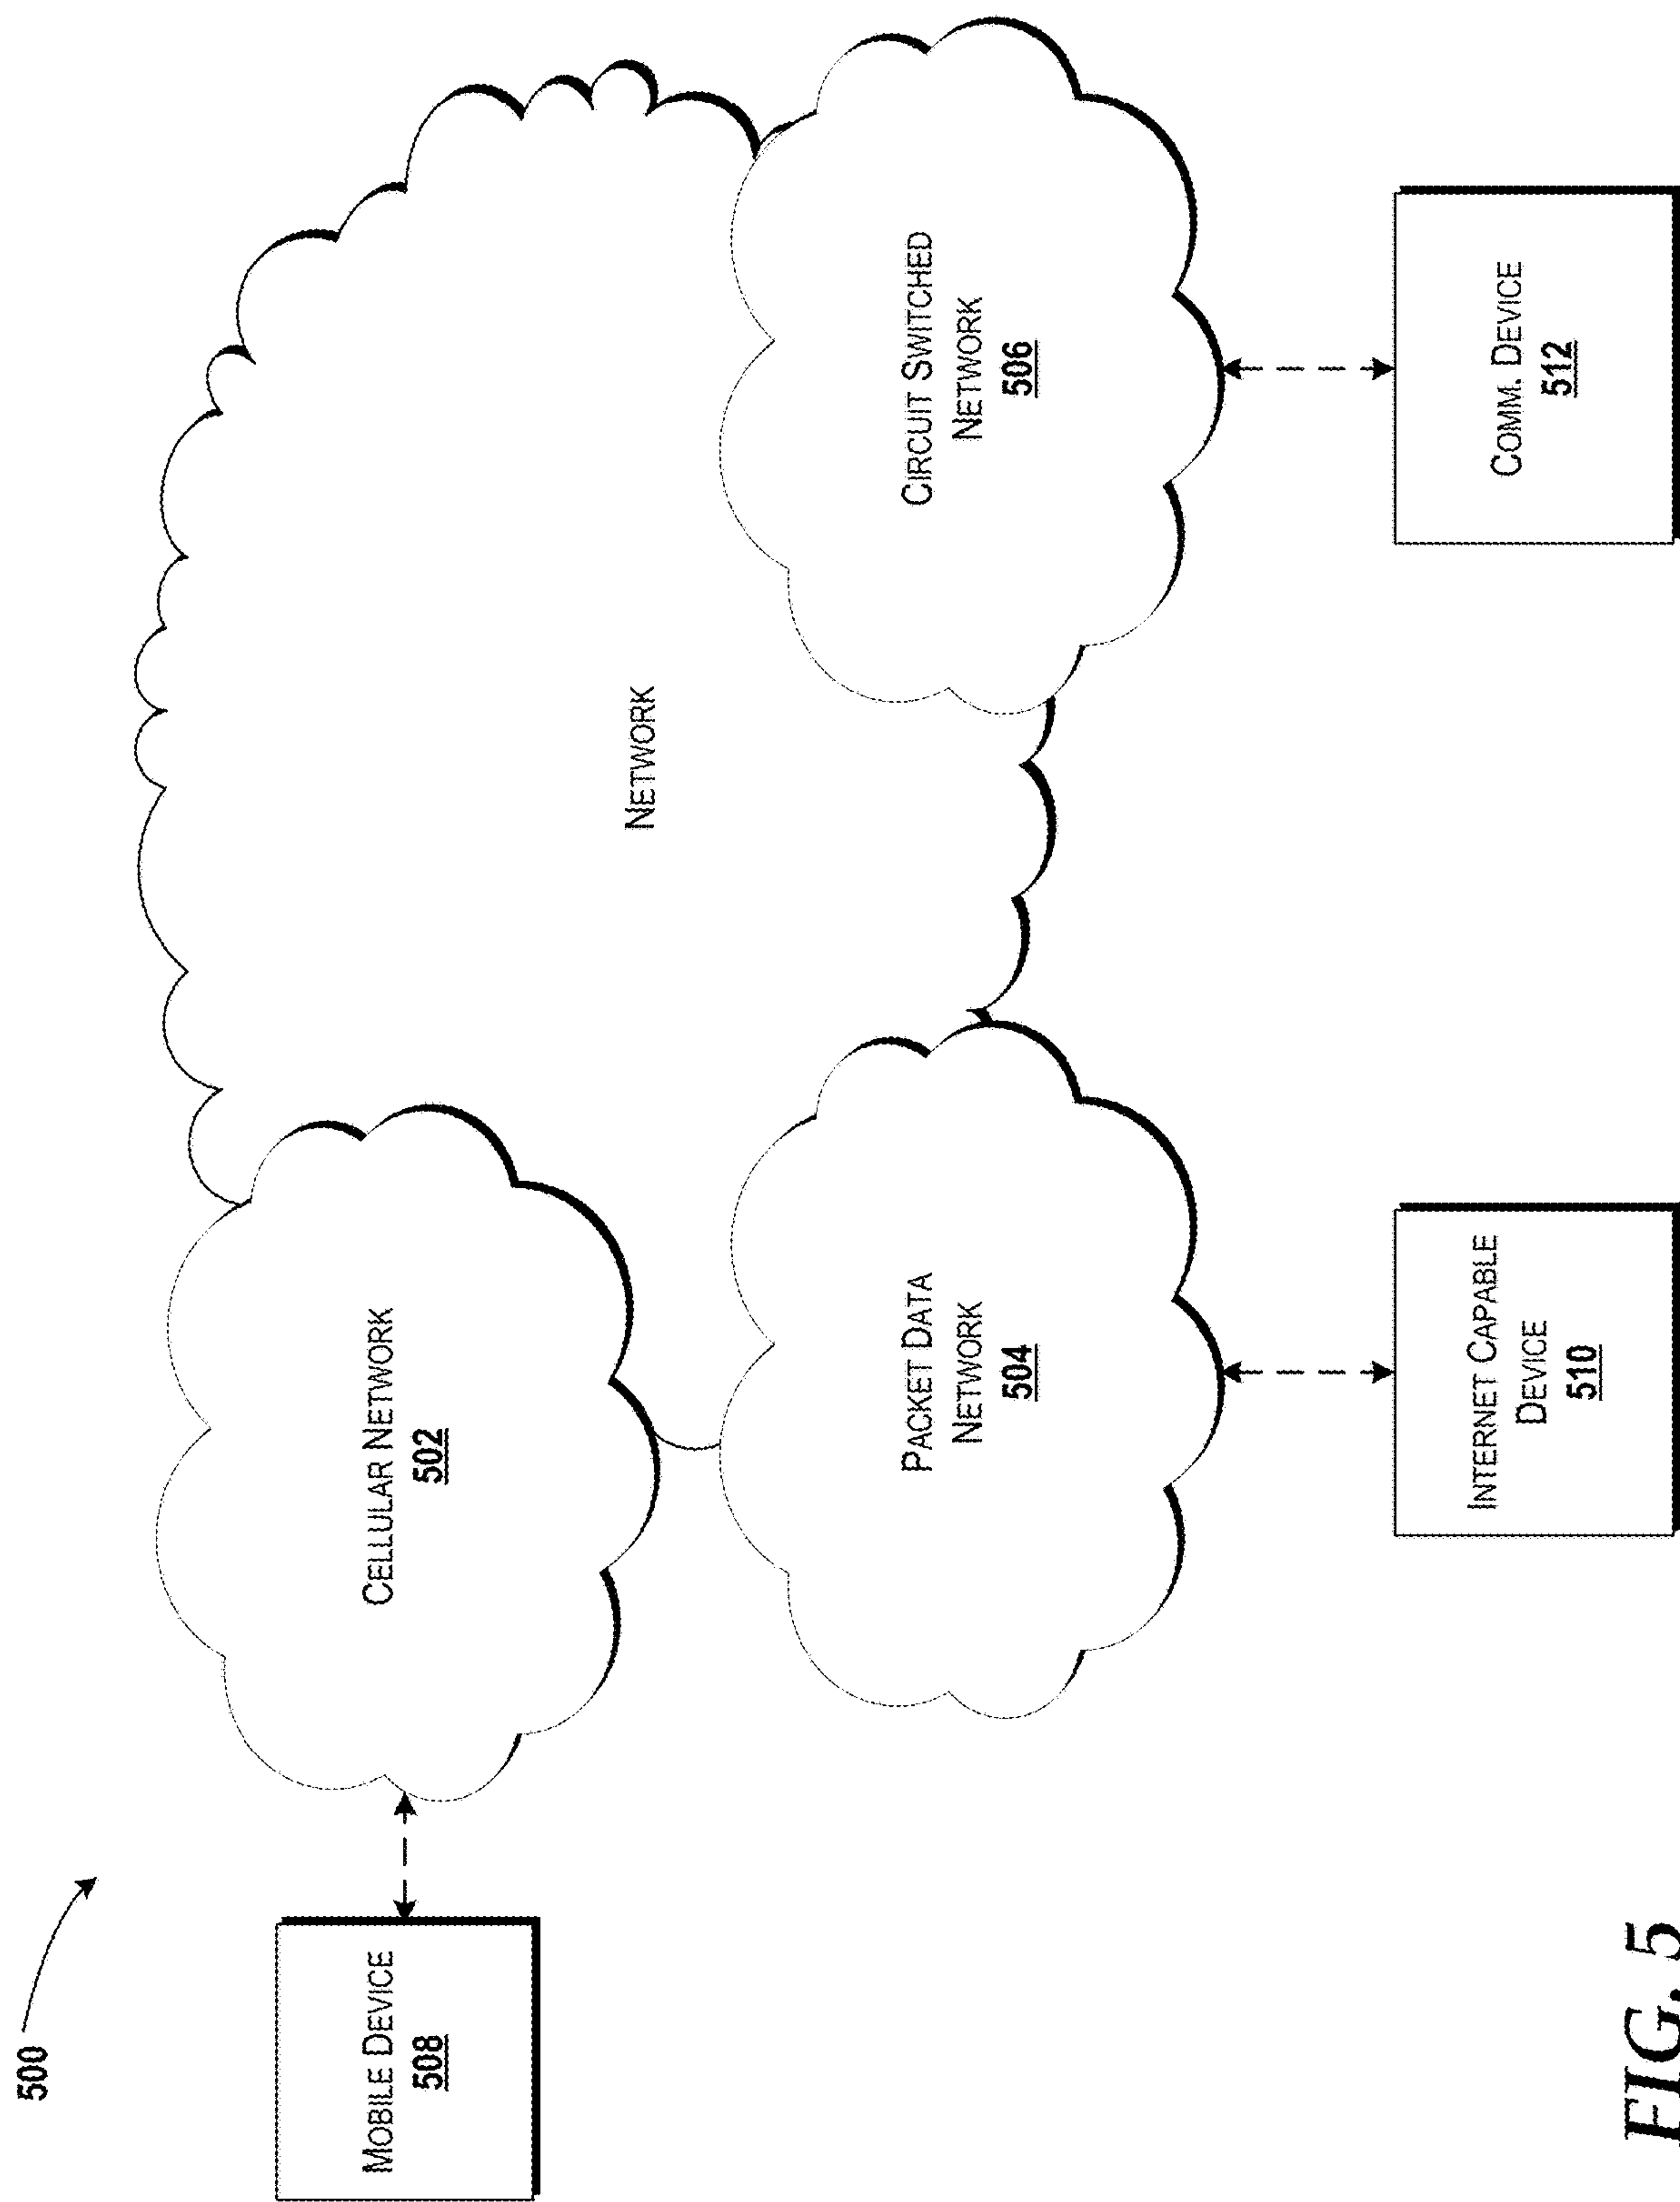 500
MOBILE DEVICE
508
CELLULAR NETWORK
502
NETWORK
PACKET DATA
NETWORK
504
CIRCUIT SWITCHED
NETWORK
506
INTERNET CAPABLE
DEVICE
510
COMM. DEVICE
512
FIG. 5